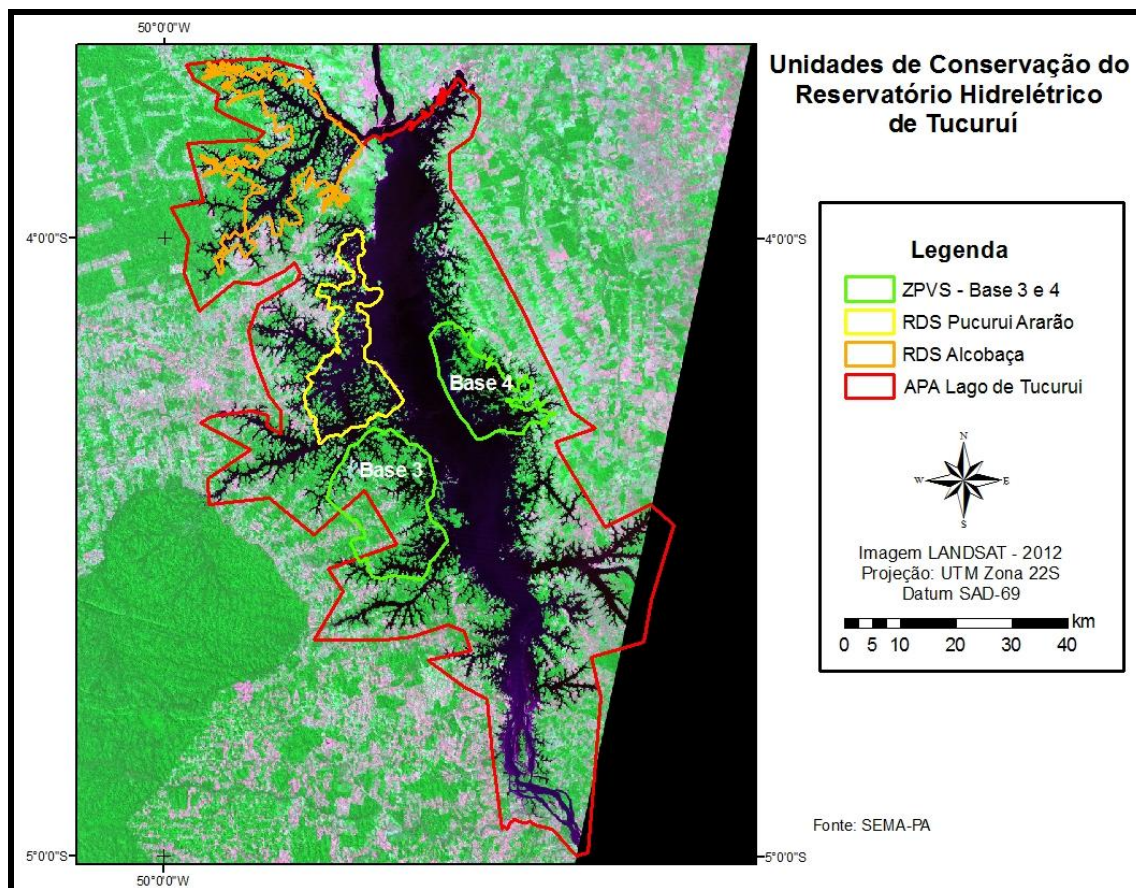 50°0'0"W
Unidades de Conservação do
Reservatório Hidrelétrico
de Tucuruí
4°0'0"S
4°0'0"S
Legenda
ZPVS - Base 3 e 4
RDS Pucurui Ararão
RDS Alcobaça
APA Lago de Tucurui
Base 4
Base 3
N
W
E
S
Imagem LANDSAT - 2012
Projeção: UTM Zona 22S
Datum SAD-69
km
0 5 10 20 30 40
Fonte: SEMA-PA
5°0'0"S
5°0'0"S
50°0'0"W